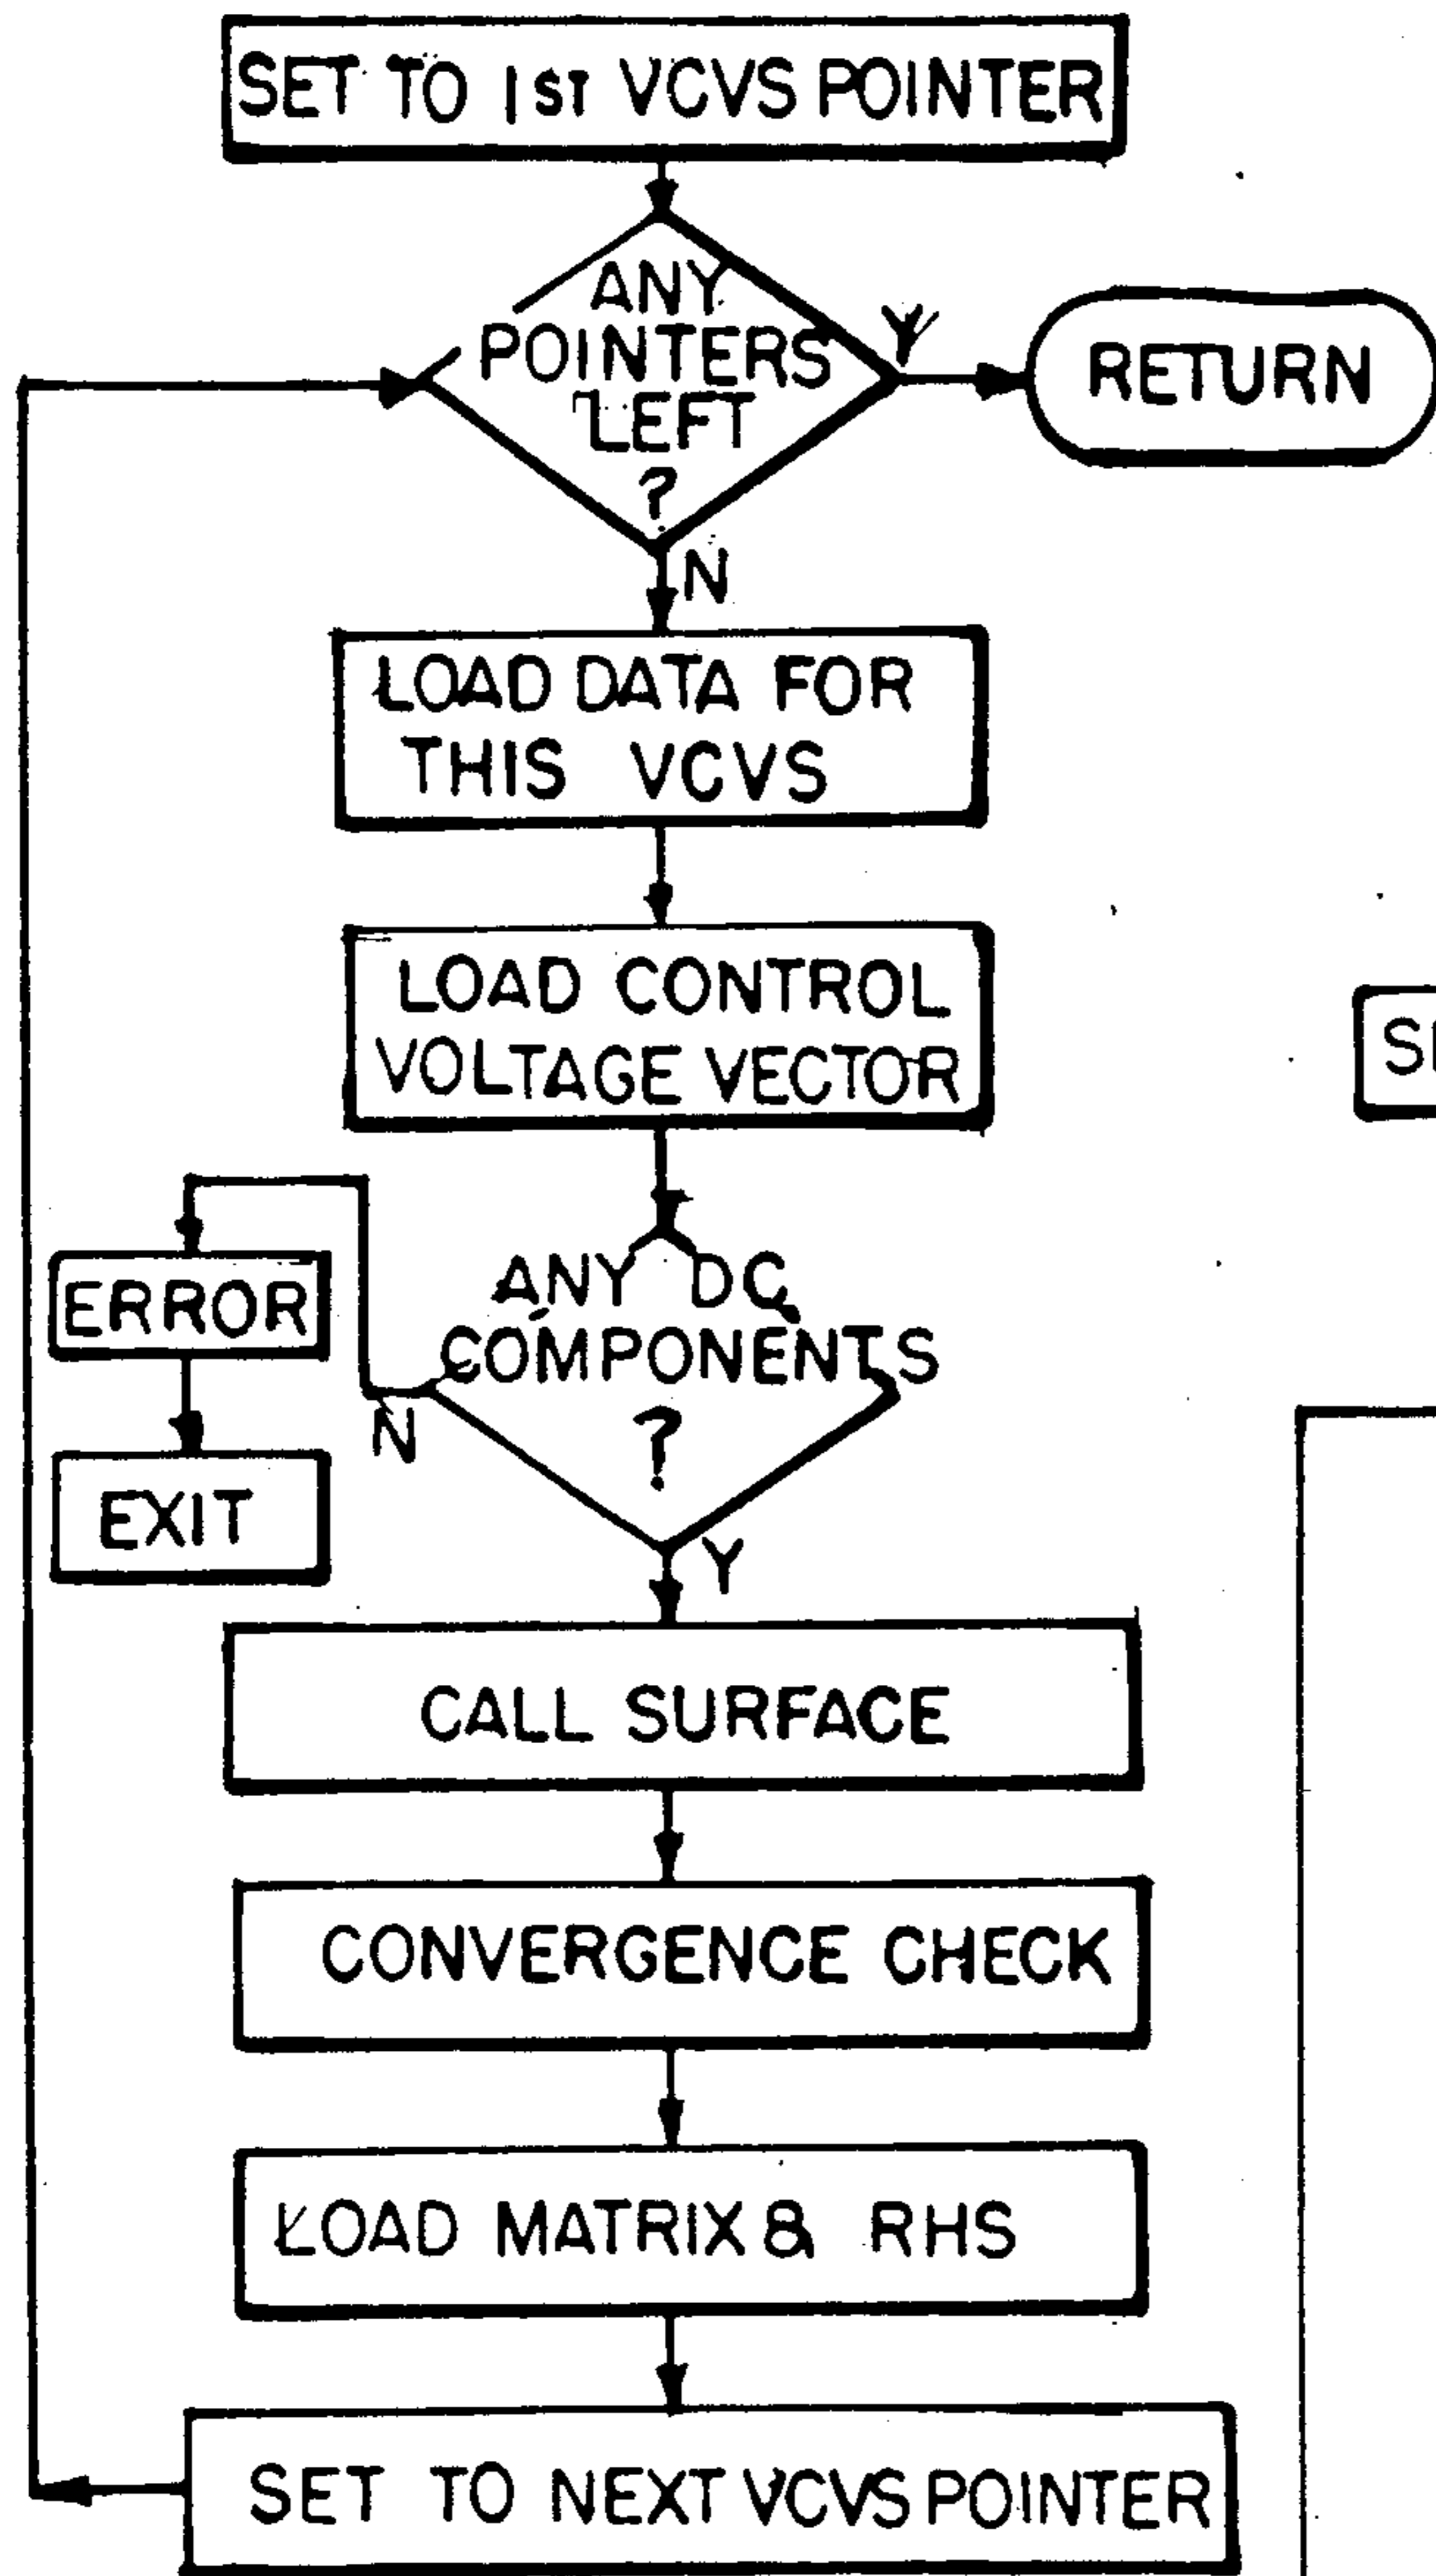 SET TO 1ST VCVS POINTER
ANY
POINTERS
LEFT
?
Y
RETURN
N
LOAD DATA FOR
THIS VCVS
LOAD CONTROL
VOLTAGE VECTOR
ANY DC
COMPONENTS
?
N
ERROR
EXIT
Y
CALL SURFACE
CONVERGENCE CHECK
LOAD MATRIX & RHS
SET TO NEXT VCVS POINTER